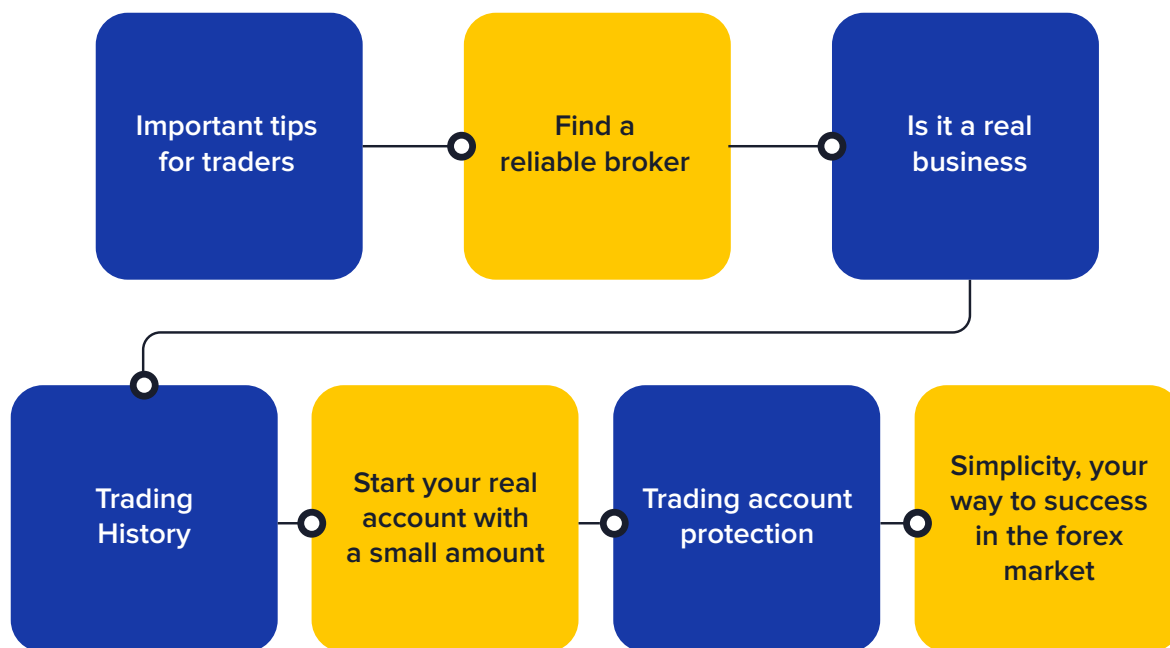 Important tips
for traders
Find a
reliable broker
Is it a real
business
Trading
History
Start your real
account with
a small amount
Trading account
protection
Simplicity, your
way to success
in the forex
market